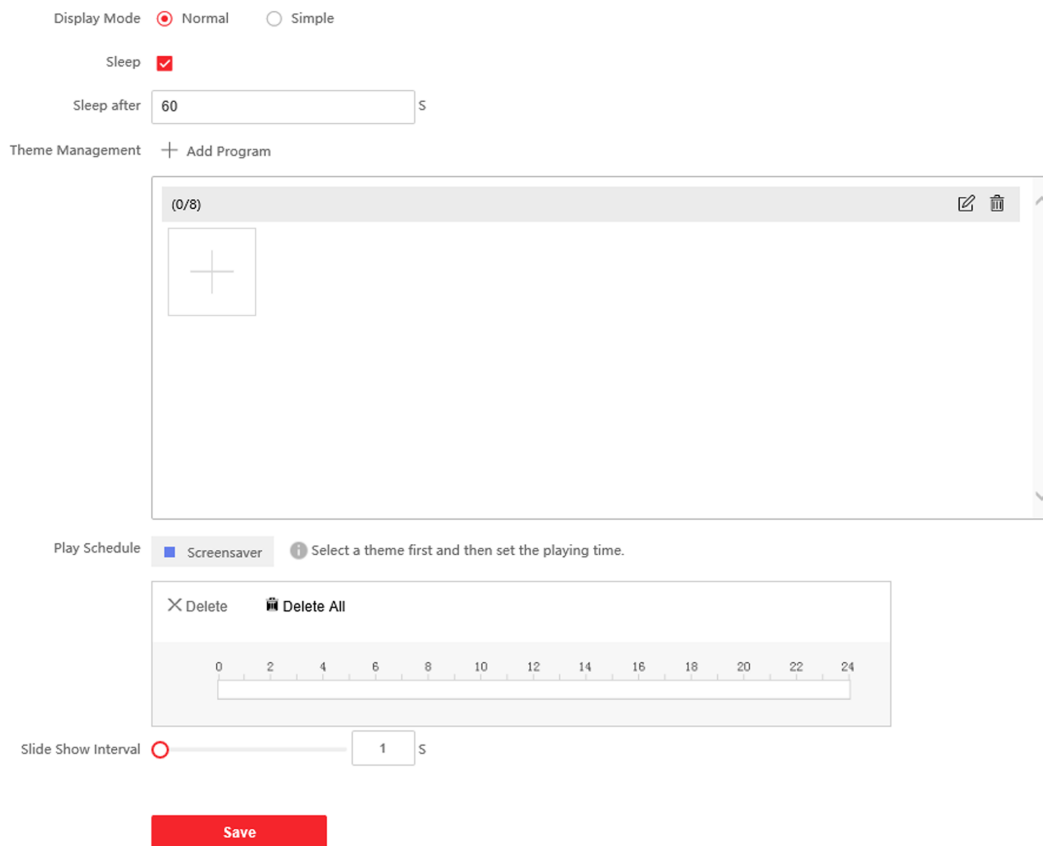 Display Mode Normal Simple
Sleep
Sleep after 60 S
Theme Management Add Program
(0/8)
Play Schedule Screensaver Select a theme first and then set the playing time.
Delete Delete All
0 2 4 6 8 10 12 14 16 18 20 22 24
Slide Show Interval 1 S
Save